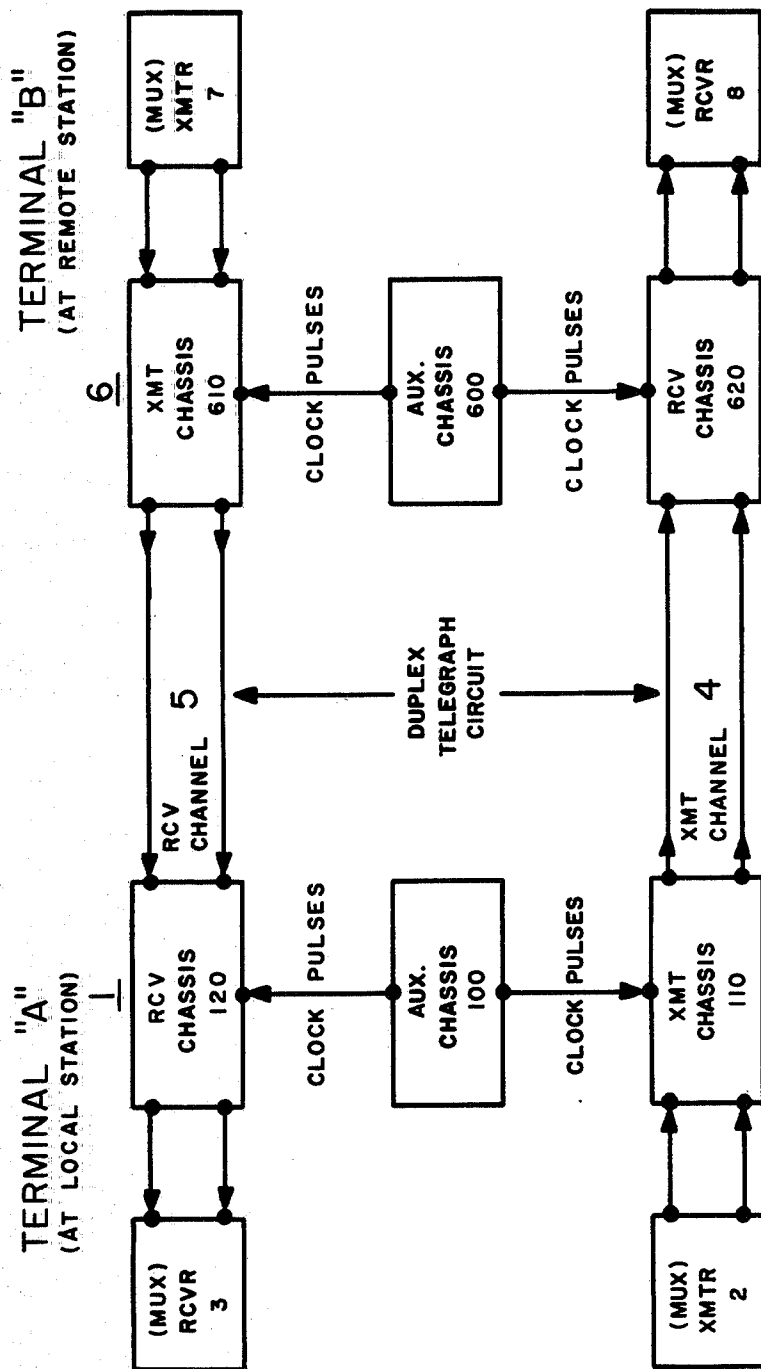 TERMINAL "A"
(AT LOCAL STATION)
TERMINAL "B"
(AT REMOTE STATION)
1
6
(MUX)
RCVR
3
RCV
CHASSIS
120
RCV
CHANNEL
5
XMT
CHASSIS
610
(MUX)
XMTR
7
CLOCK PULSES
CLOCK PULSES
AUX.
CHASSIS
100
DUPLEX
TELEGRAPH
CIRCUIT
AUX.
CHASSIS
600
CLOCK PULSES
CLOCK PULSES
(MUX)
XMTR
2
XMT
CHASSIS
110
XMT
CHANNEL
4
RCV
CHASSIS
620
(MUX)
RCVR
8